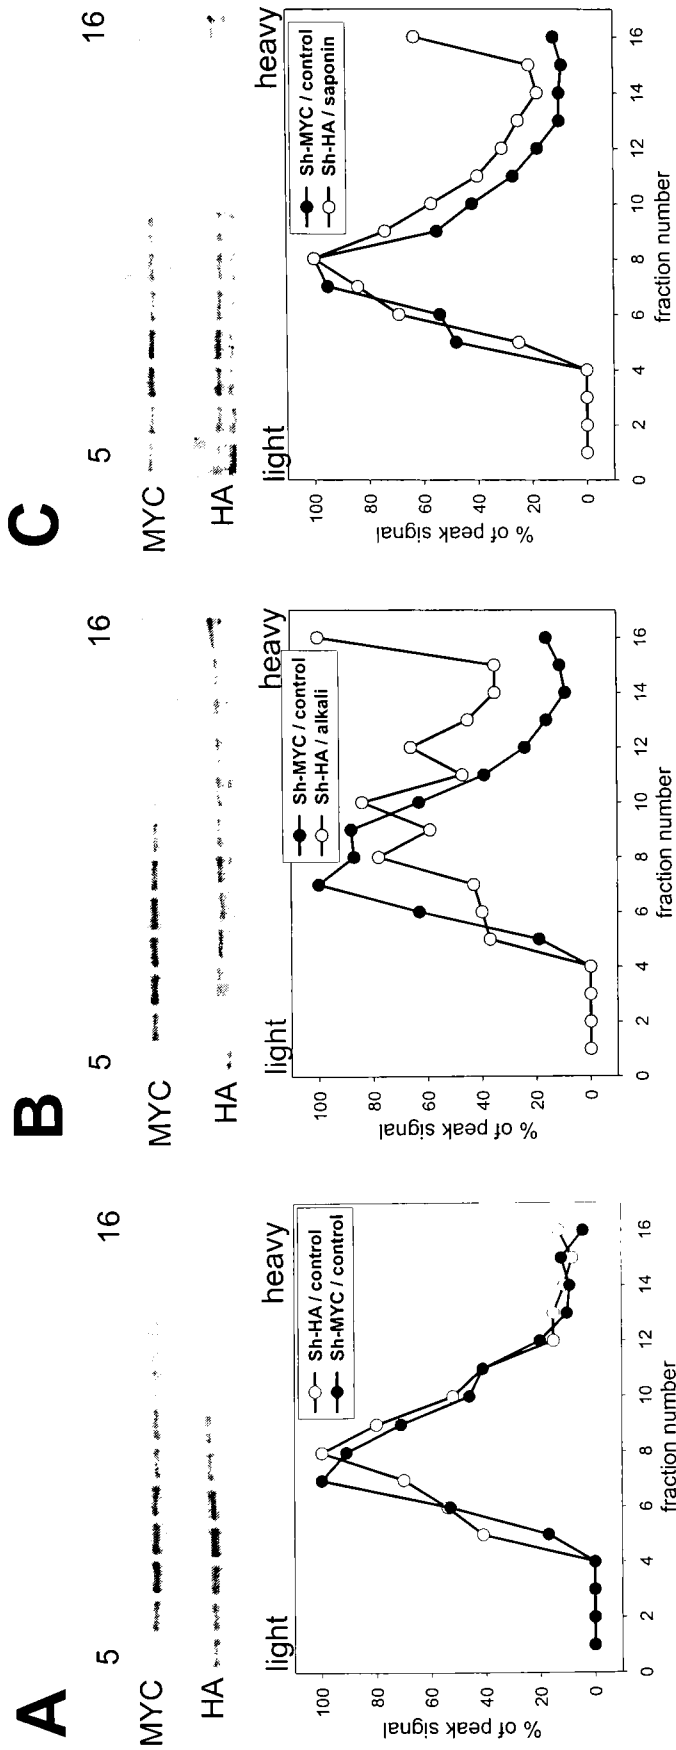 A
5
16
MYC
HA
light
heavy
Sh-HA / control
Sh-MYC / control
100
80
60
40
20
0
% of peak signal
0 2 4 6 8 10 12 14 16
fraction number
B
5
16
MYC
HA
light
heavy
Sh-MYC / control
Sh-HA / alkali
100
80
60
40
20
0
% of peak signal
0 2 4 6 8 10 12 14 16
fraction number
C
5
16
MYC
HA
light
heavy
Sh-MYC / control
Sh-HA / saponin
100
80
60
40
20
0
% of peak signal
0 2 4 6 8 10 12 14 16
fraction number